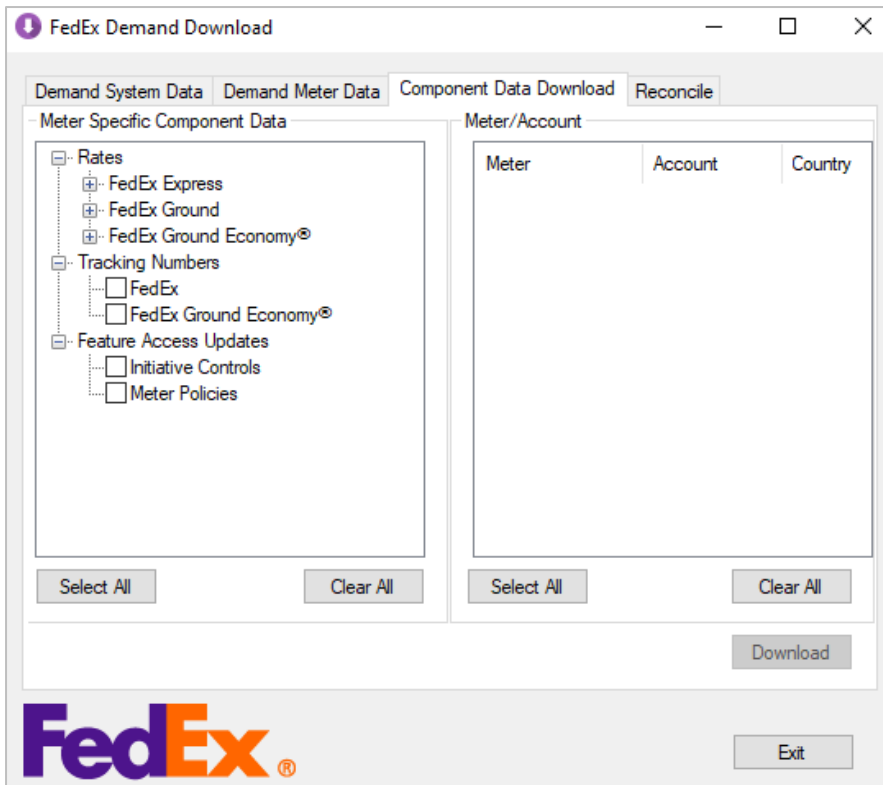 FedEx Demand Download
Demand System Data Demand Meter Data Component Data Download Reconcile
Meter Specific Component Data
Rates
FedEx Express
FedEx Ground
FedEx Ground Economy®
Tracking Numbers
FedEx
FedEx Ground Economy®
Feature Access Updates
Initiative Controls
Meter Policies
Select All Clear All
Meter/Account
Meter Account Country
Select All Clear All
Download
FedEx®
Exit